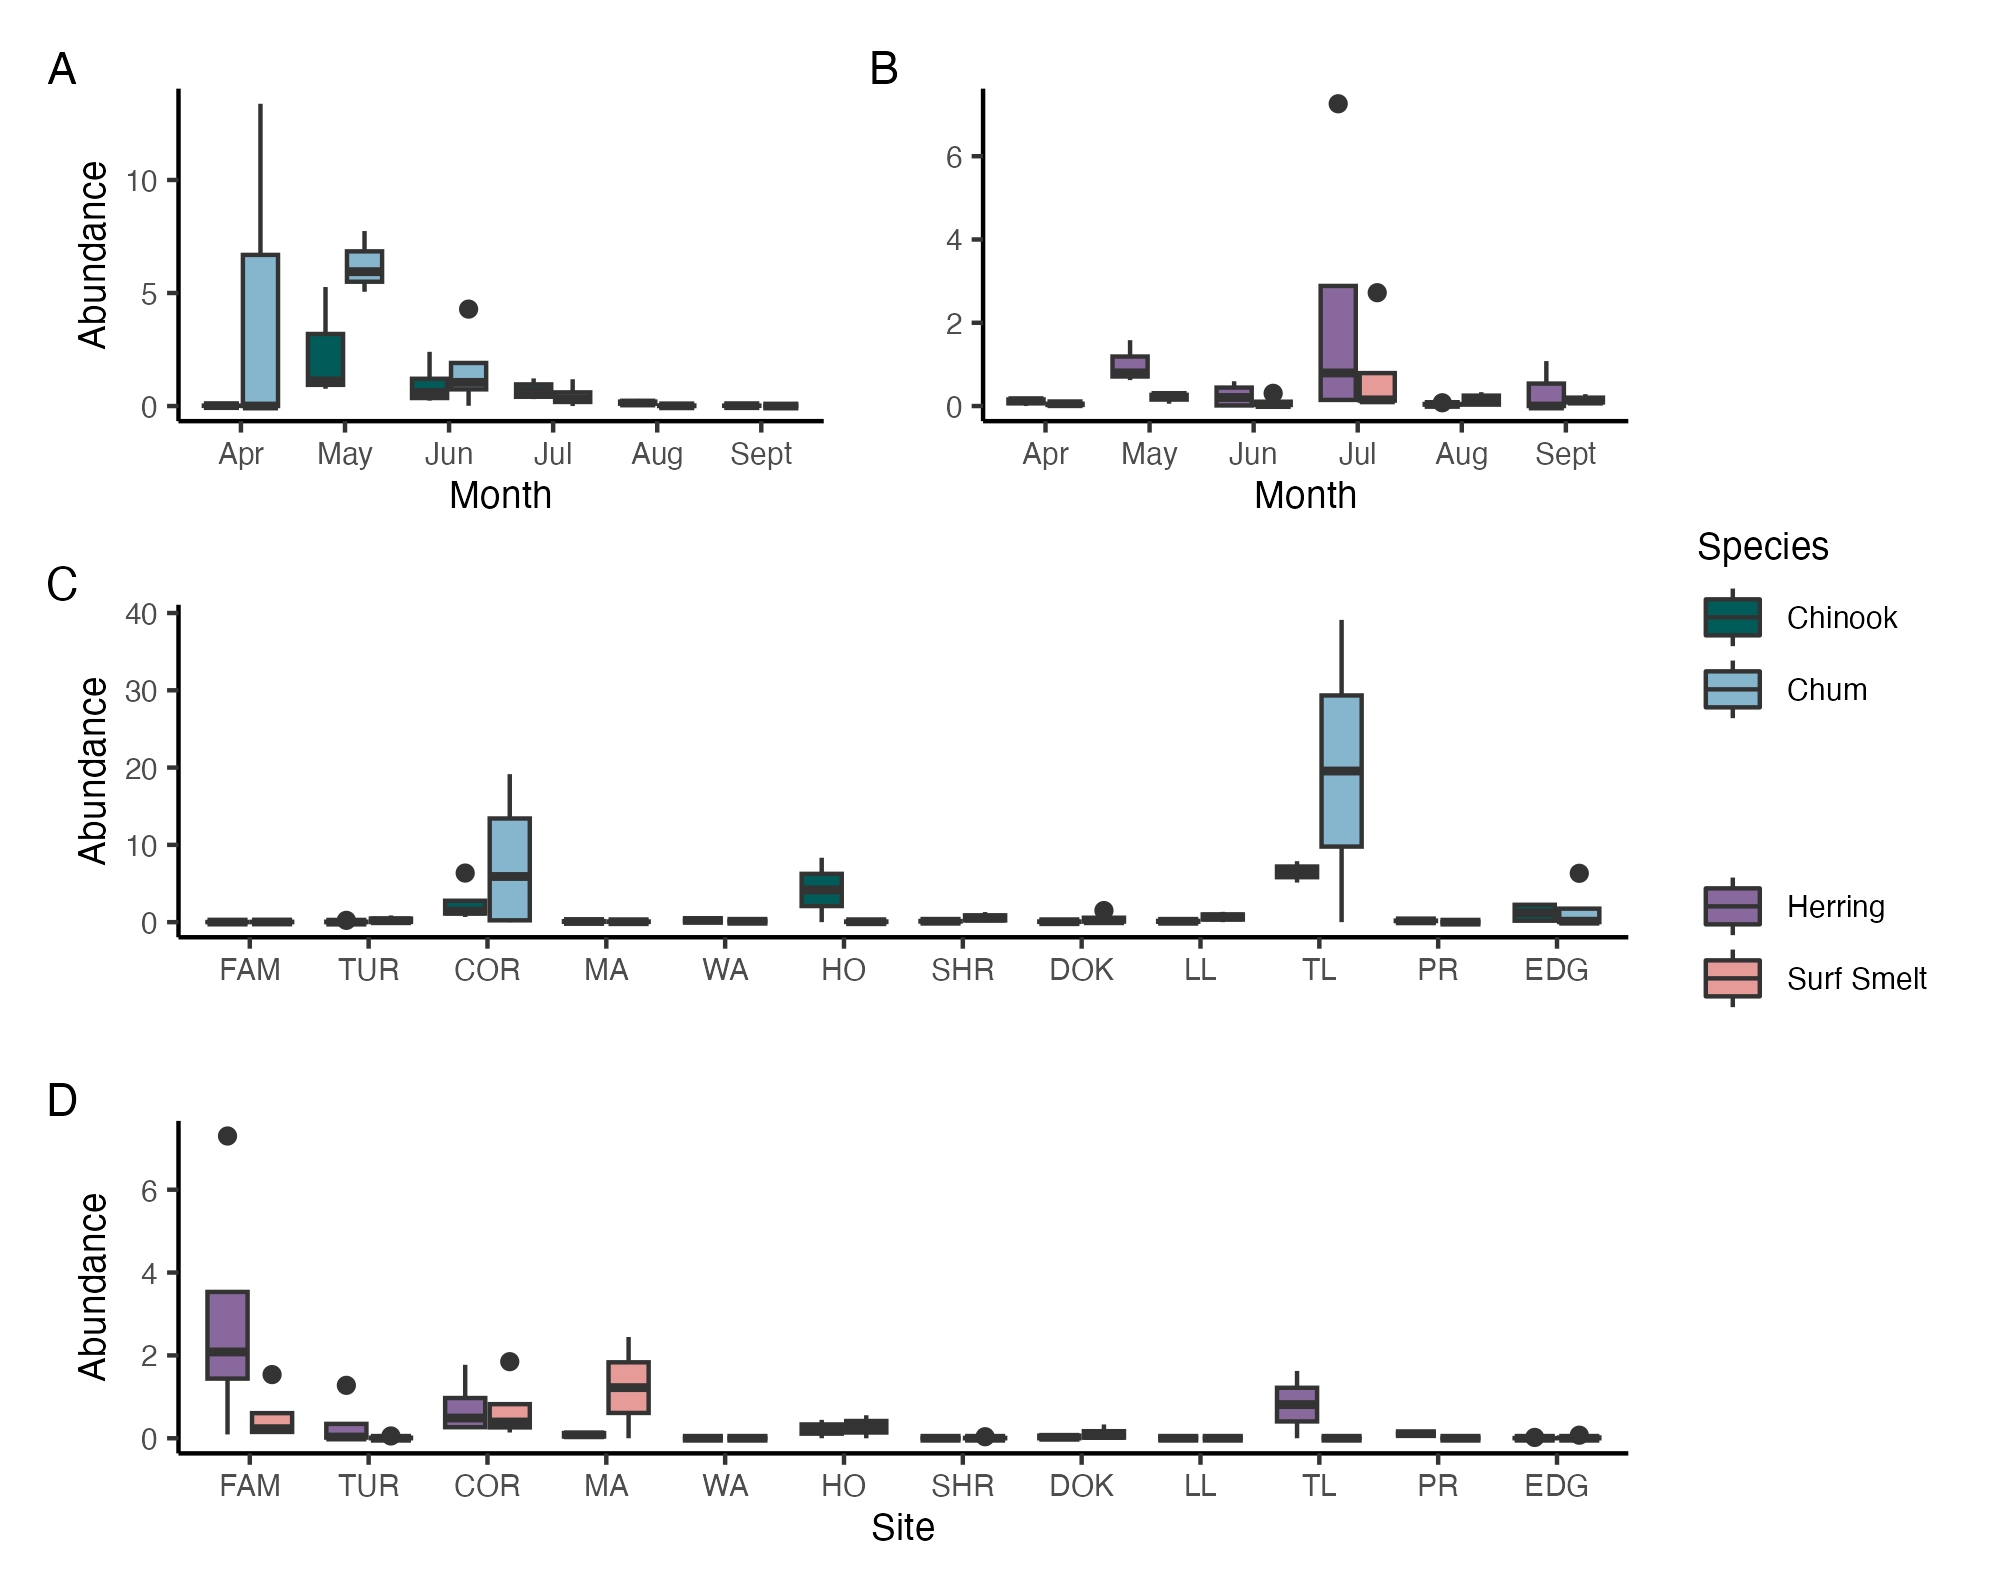 A
B
Abundance
10
5
0
Apr May Jun Jul Aug Sept
Month
6
4
2
0
Apr May Jun Jul Aug Sept
Month
C
Abundance
40
30
20
10
0
FAM TUR COR MA WA HO SHR DOK LL TL PR EDG
Species
Chinook
Chum
Herring
Surf Smelt
D
Abundance
6
4
2
0
FAM TUR COR MA WA HO SHR DOK LL TL PR EDG
Site